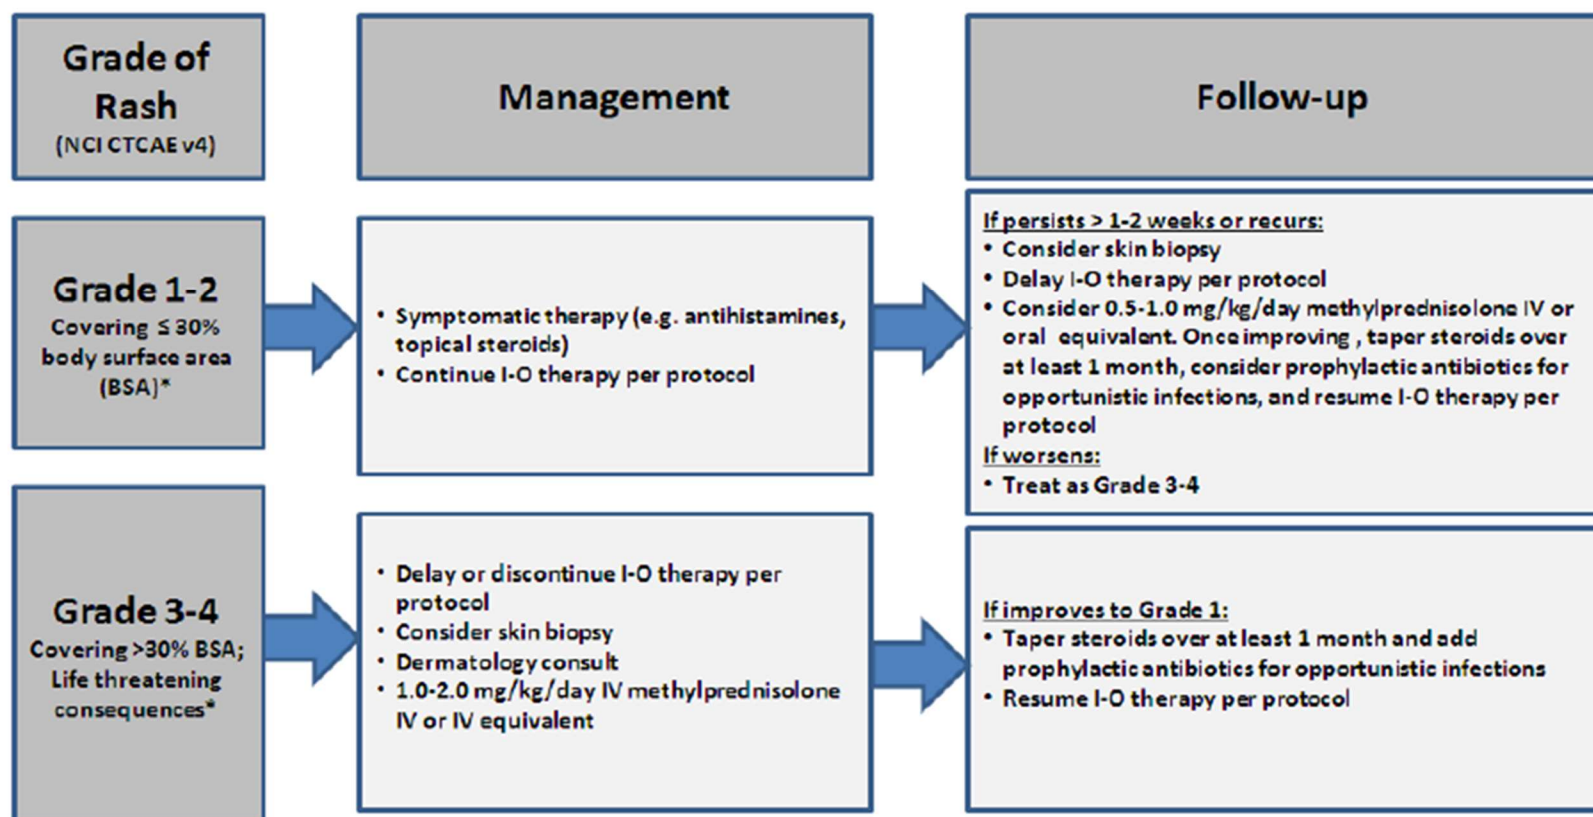 Grade of
Rash
(NCI CTCAE v4)
Management
Follow-up
Grade 1-2
Covering ≤ 30%
body surface area
(BSA)*
• Symptomatic therapy (e.g. antihistamines,
topical steroids)
• Continue I-O therapy per protocol
If persists > 1-2 weeks or recurs:
• Consider skin biopsy
• Delay I-O therapy per protocol
• Consider 0.5-1.0 mg/kg/day methylprednisolone IV or
oral equivalent. Once improving , taper steroids over
at least 1 month, consider prophylactic antibiotics for
opportunistic infections, and resume I-O therapy per
protocol
If worsens:
• Treat as Grade 3-4
Grade 3-4
Covering >30% BSA;
Life threatening
consequences*
• Delay or discontinue I-O therapy per
protocol
• Consider skin biopsy
• Dermatology consult
• 1.0-2.0 mg/kg/day IV methylprednisolone
IV or IV equivalent
If improves to Grade 1:
• Taper steroids over at least 1 month and add
prophylactic antibiotics for opportunistic infections
• Resume I-O therapy per protocol